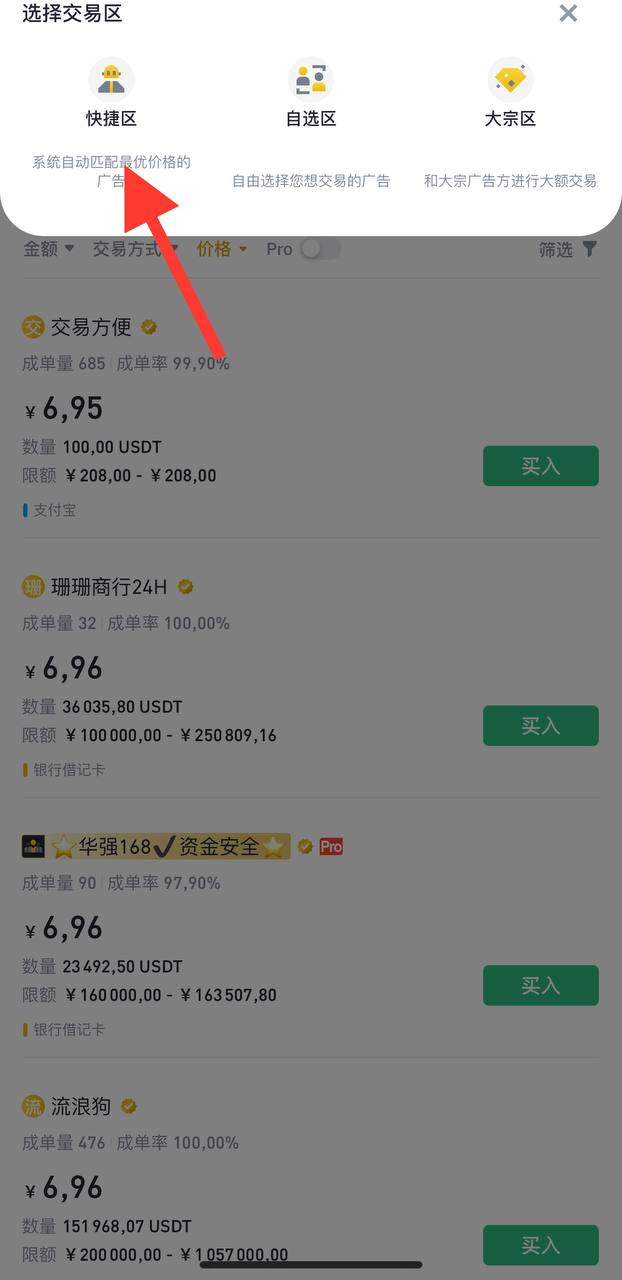 选择交易区
快捷区
自选区
大宗区
系统自动匹配最优价格的
广告
自由选择您想交易的广告
和大宗广告方进行大额交易
金额 交易方式 价格 Pro 筛选
交 交易方便
成单量 685 成单率 99,90%
¥ 6,95
数量 100,00 USDT
限额 ¥208,00 - ¥208,00
买入
支付宝
珊 珊珊商行24H
成单量 32 成单率 100,00%
¥ 6,96
数量 36 035,80 USDT
限额 ¥100 000,00 - ¥250 809,16
买入
银行借记卡
⭐华强168✔资金安全⭐ Pro
成单量 90 成单率 97,90%
¥ 6,96
数量 23 492,50 USDT
限额 ¥160 000,00 - ¥163 507,80
买入
银行借记卡
流 流浪狗
成单量 476 成单率 100,00%
¥ 6,96
数量 151 968,07 USDT
限额 ¥200 000,00 - ¥1 057 000,00
买入